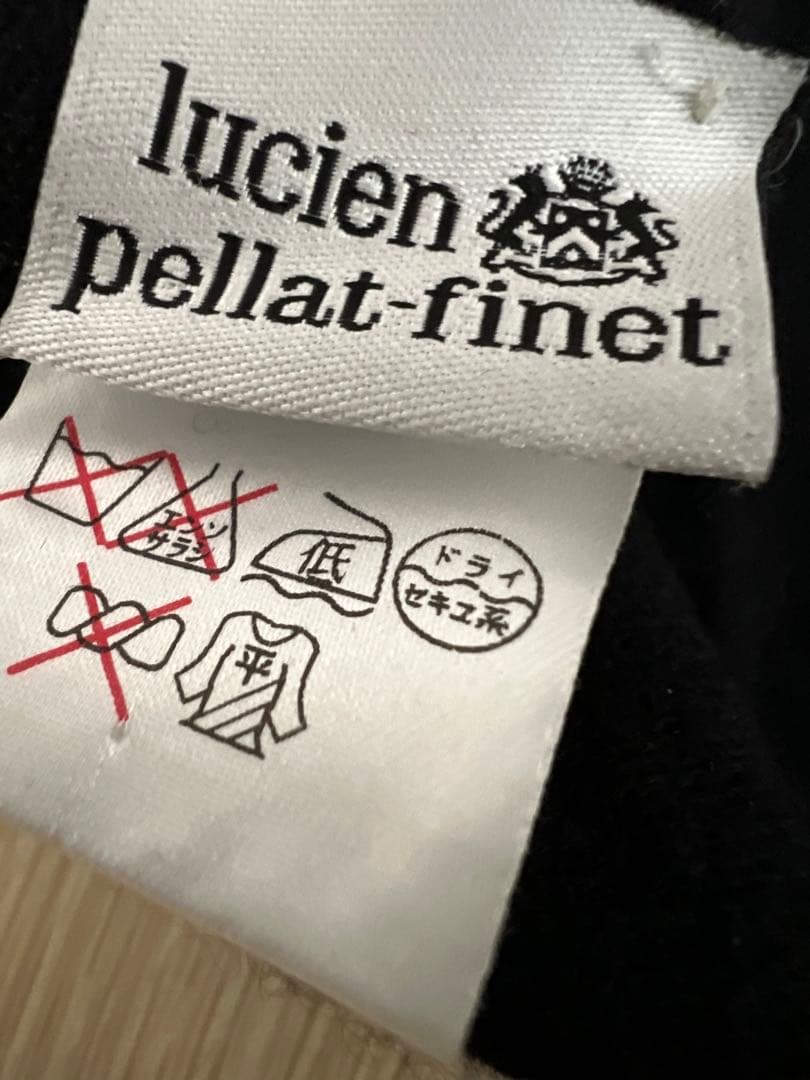 lucien
pellat-finet
エンソ
サラシ
低
ドライ
セキユ系
平